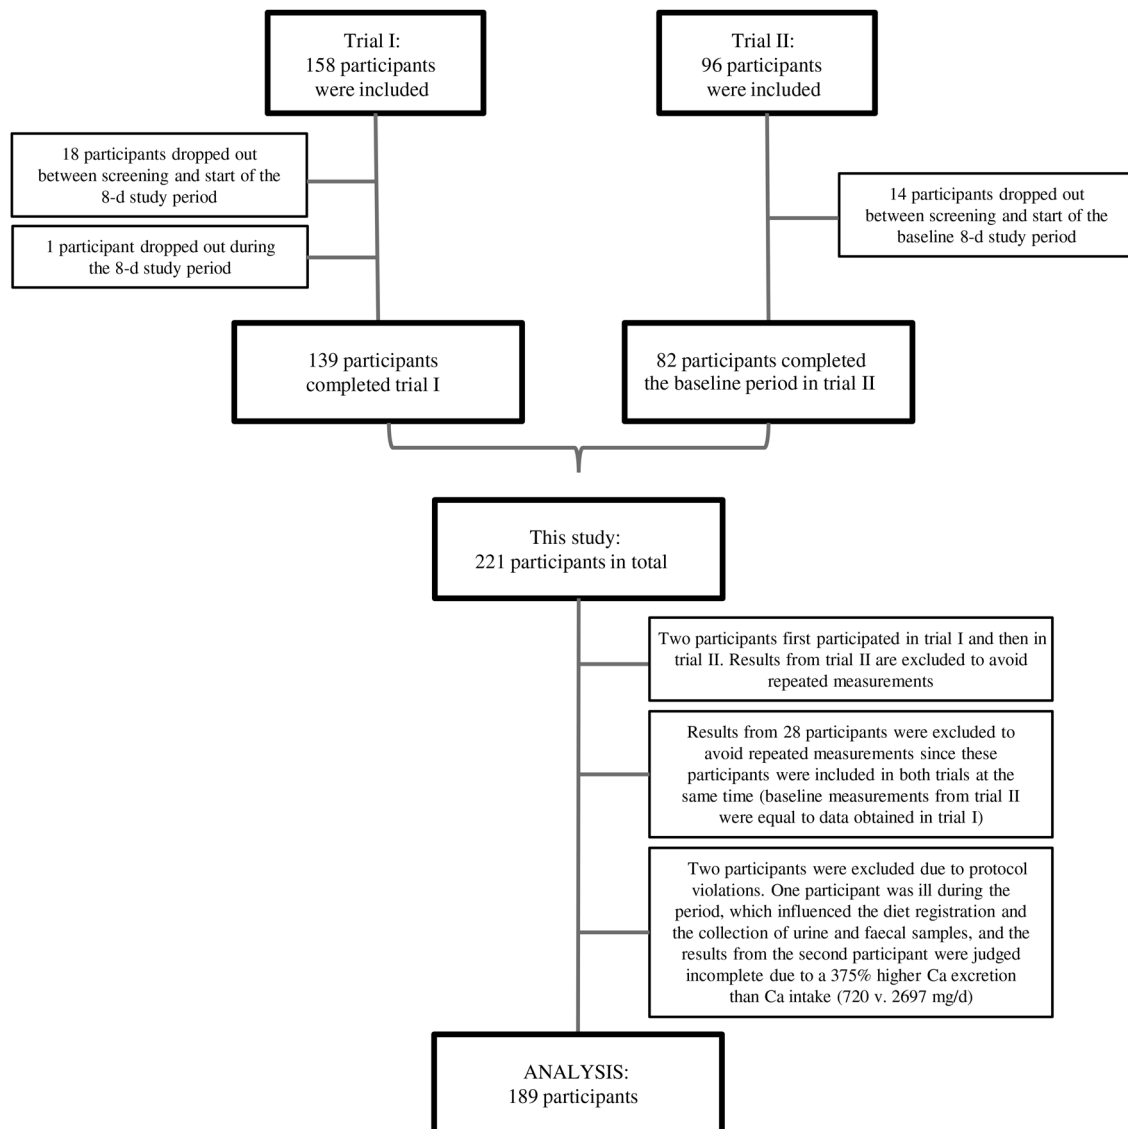 Trial I:
158 participants
were included
Trial II:
96 participants
were included
18 participants dropped out
between screening and start of the
8-d study period
14 participants dropped out
between screening and start of the
baseline 8-d study period
1 participant dropped out during
the 8-d study period
139 participants
completed trial I
82 participants completed
the baseline period in trial II
This study:
221 participants in total
Two participants first participated in trial I and then in
trial II. Results from trial II are excluded to avoid
repeated measurements
Results from 28 participants were excluded to
avoid repeated measurements since these
participants were included in both trials at the
same time (baseline measurements from trial II
were equal to data obtained in trial I)
Two participants were excluded due to protocol
violations. One participant was ill during the
period, which influenced the diet registration and
the collection of urine and faecal samples, and the
results from the second participant were judged
incomplete due to a 375% higher Ca excretion
than Ca intake (720 v. 2697 mg/d)
ANALYSIS:
189 participants